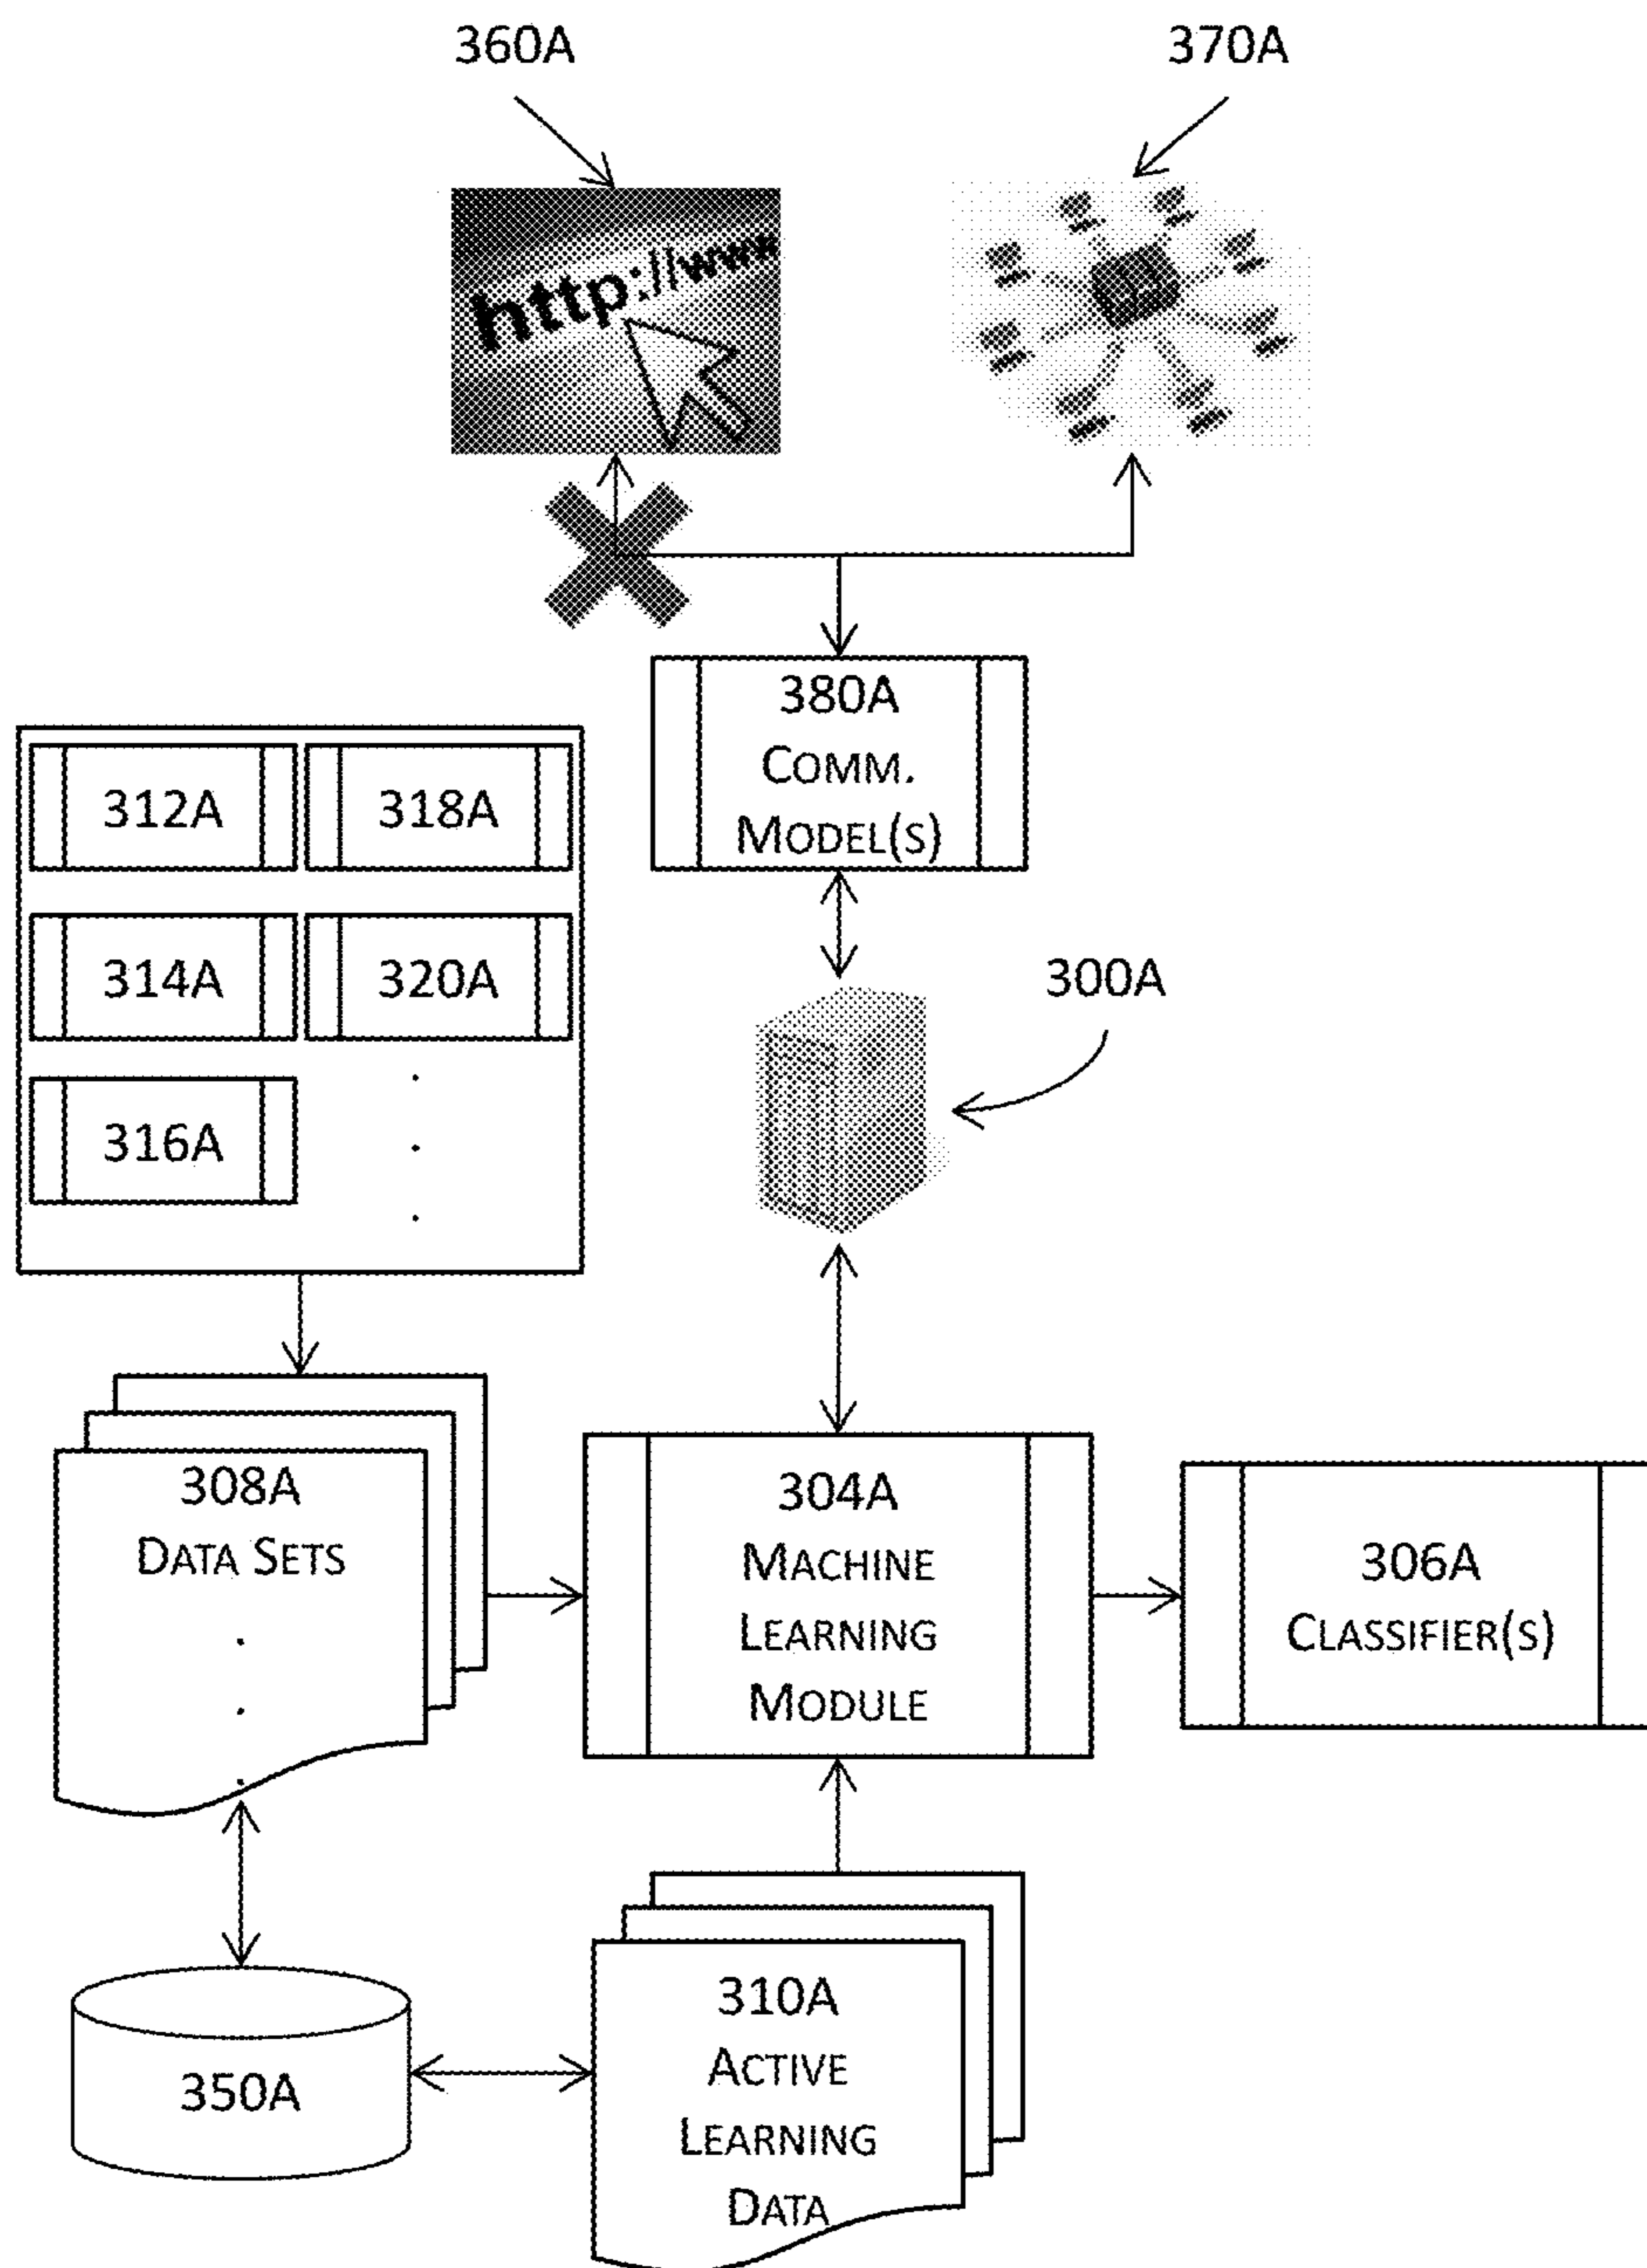 360A
370A
http://www
380A
COMM.
MODEL(S)
312A
318A
314A
320A
300A
316A
308A
DATA SETS
304A
MACHINE
LEARNING
MODULE
306A
CLASSIFIER(S)
310A
ACTIVE
LEARNING
DATA
350A